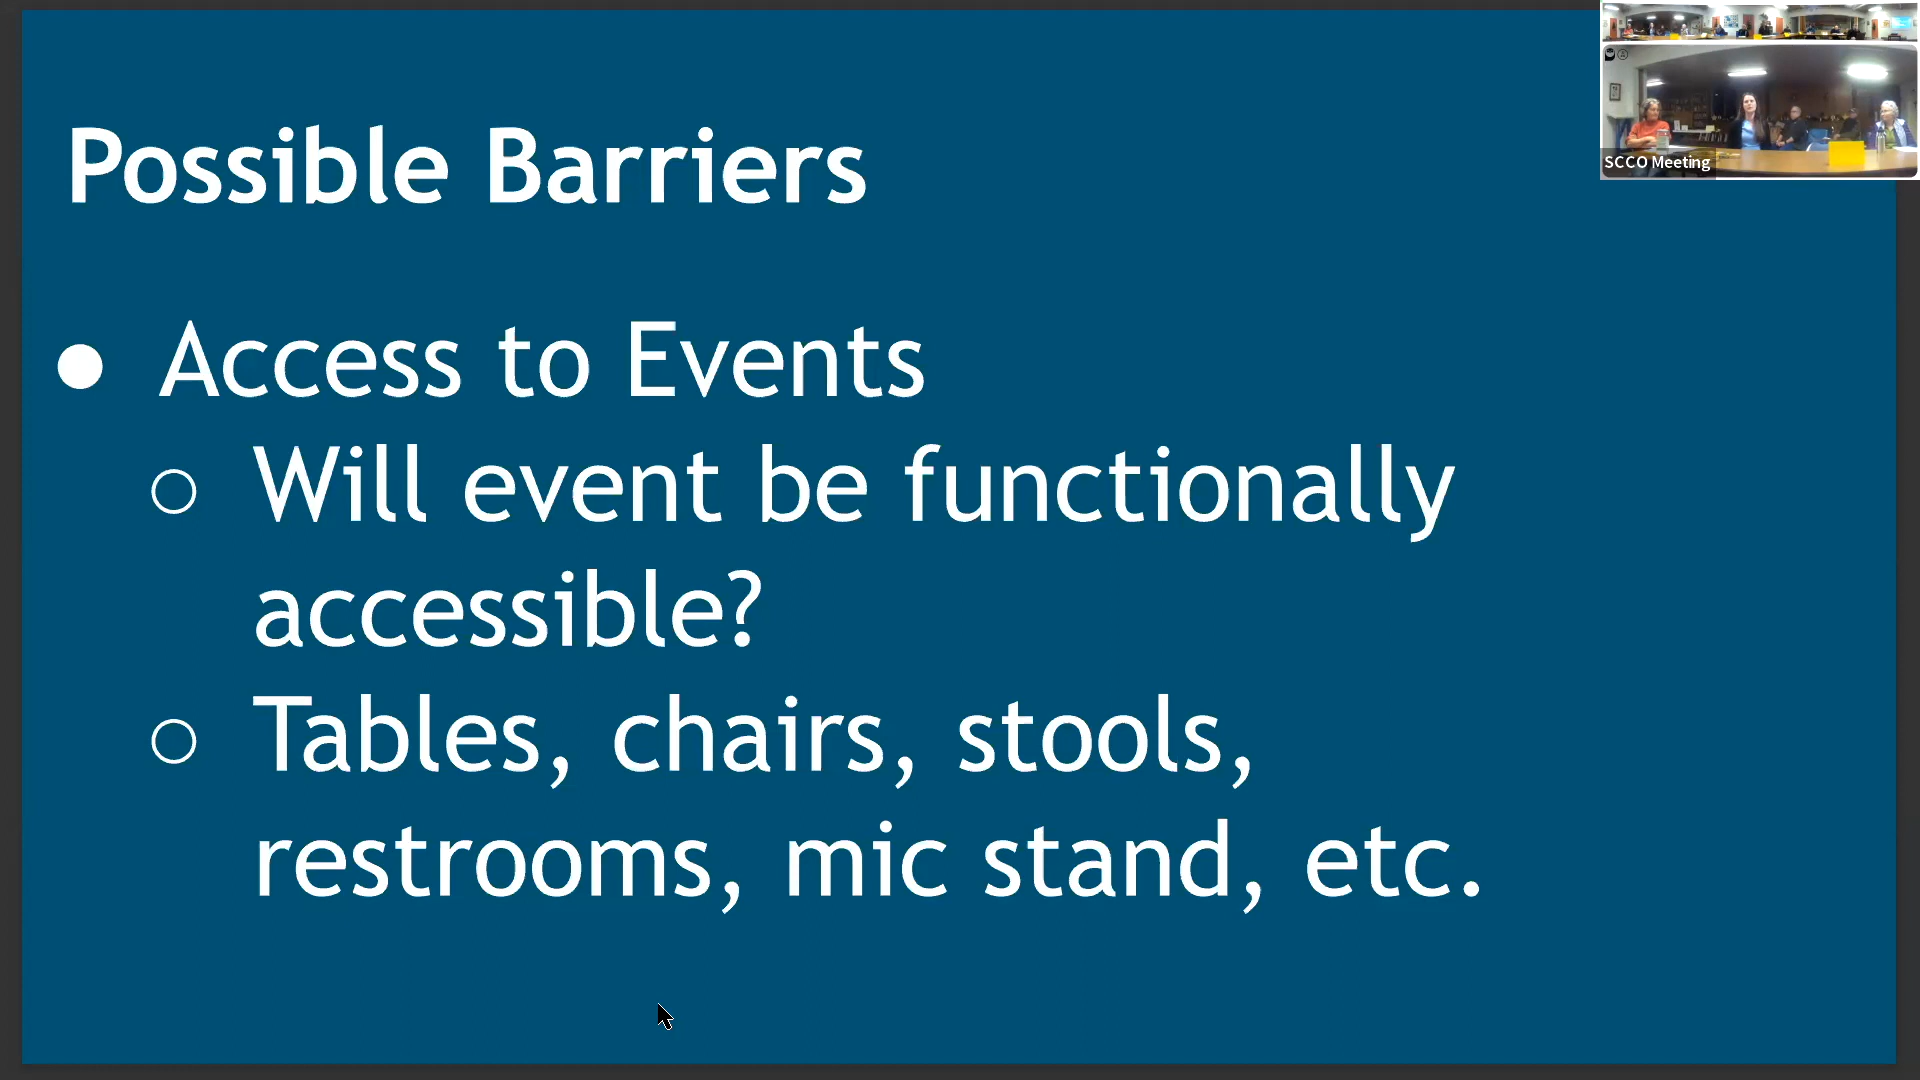 Possible Barriers
● Access to Events
○ Will event be functionally
accessible?
○ Tables, chairs, stools,
restrooms, mic stand, etc.
SCCO Meeting